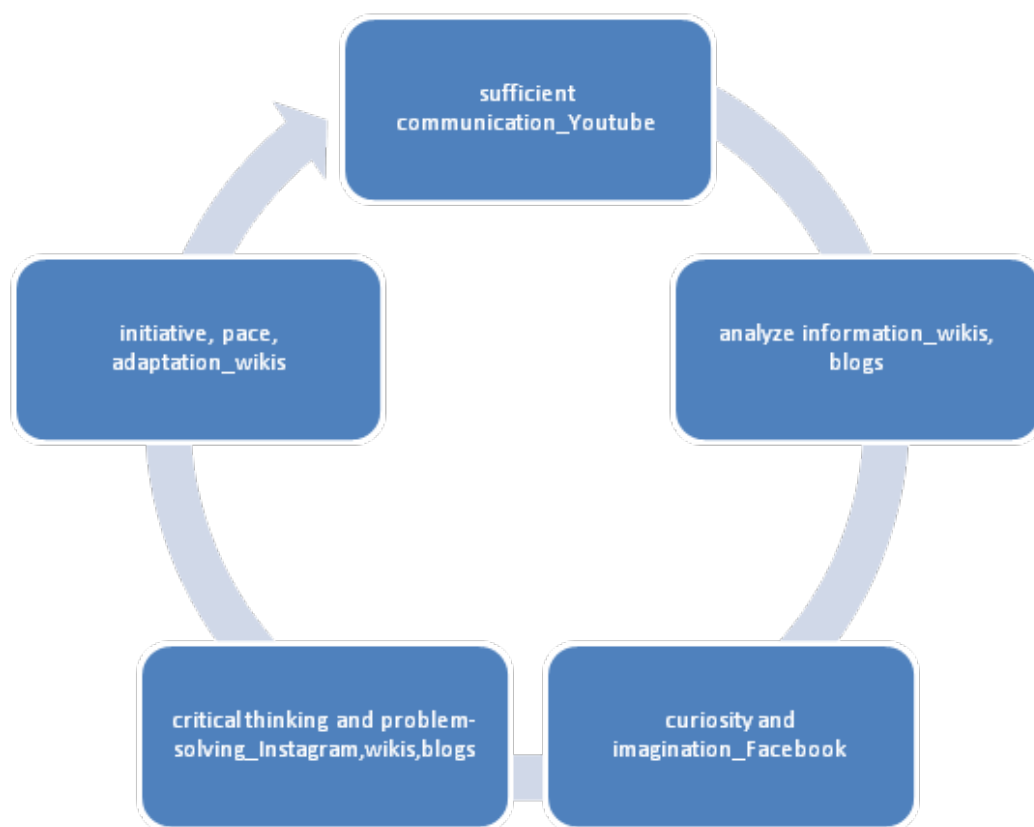 sufficient
communication_Youtube
analyze information_wikis,
blogs
curiosity and
imagination_Facebook
critical thinking and problem-
solving_Instagram,wikis,blogs
initiative, pace,
adaptation_wikis